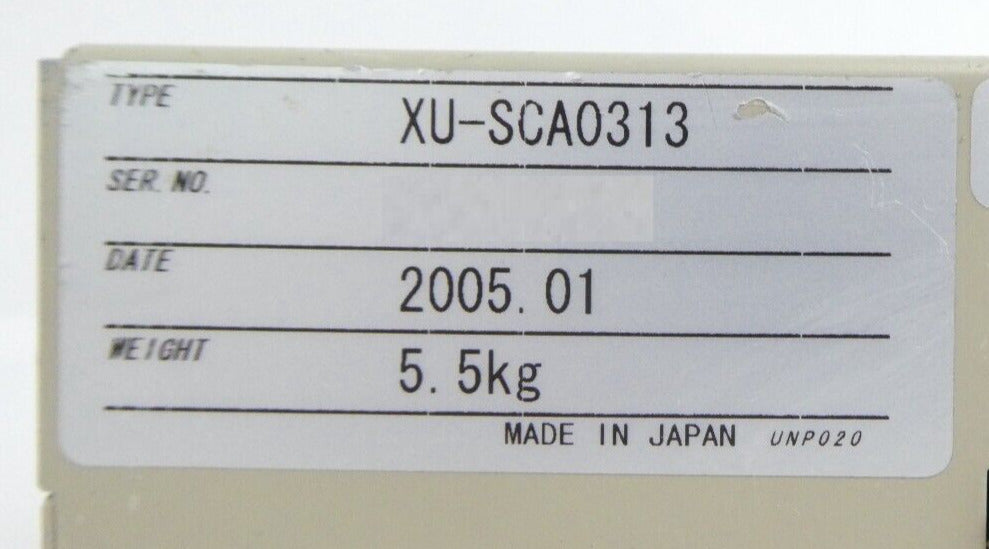 TYPE XU-SCA0313
SER. NO.
DATE 2005. 01
WEIGHT 5. 5kg
MADE IN JAPAN UNP020